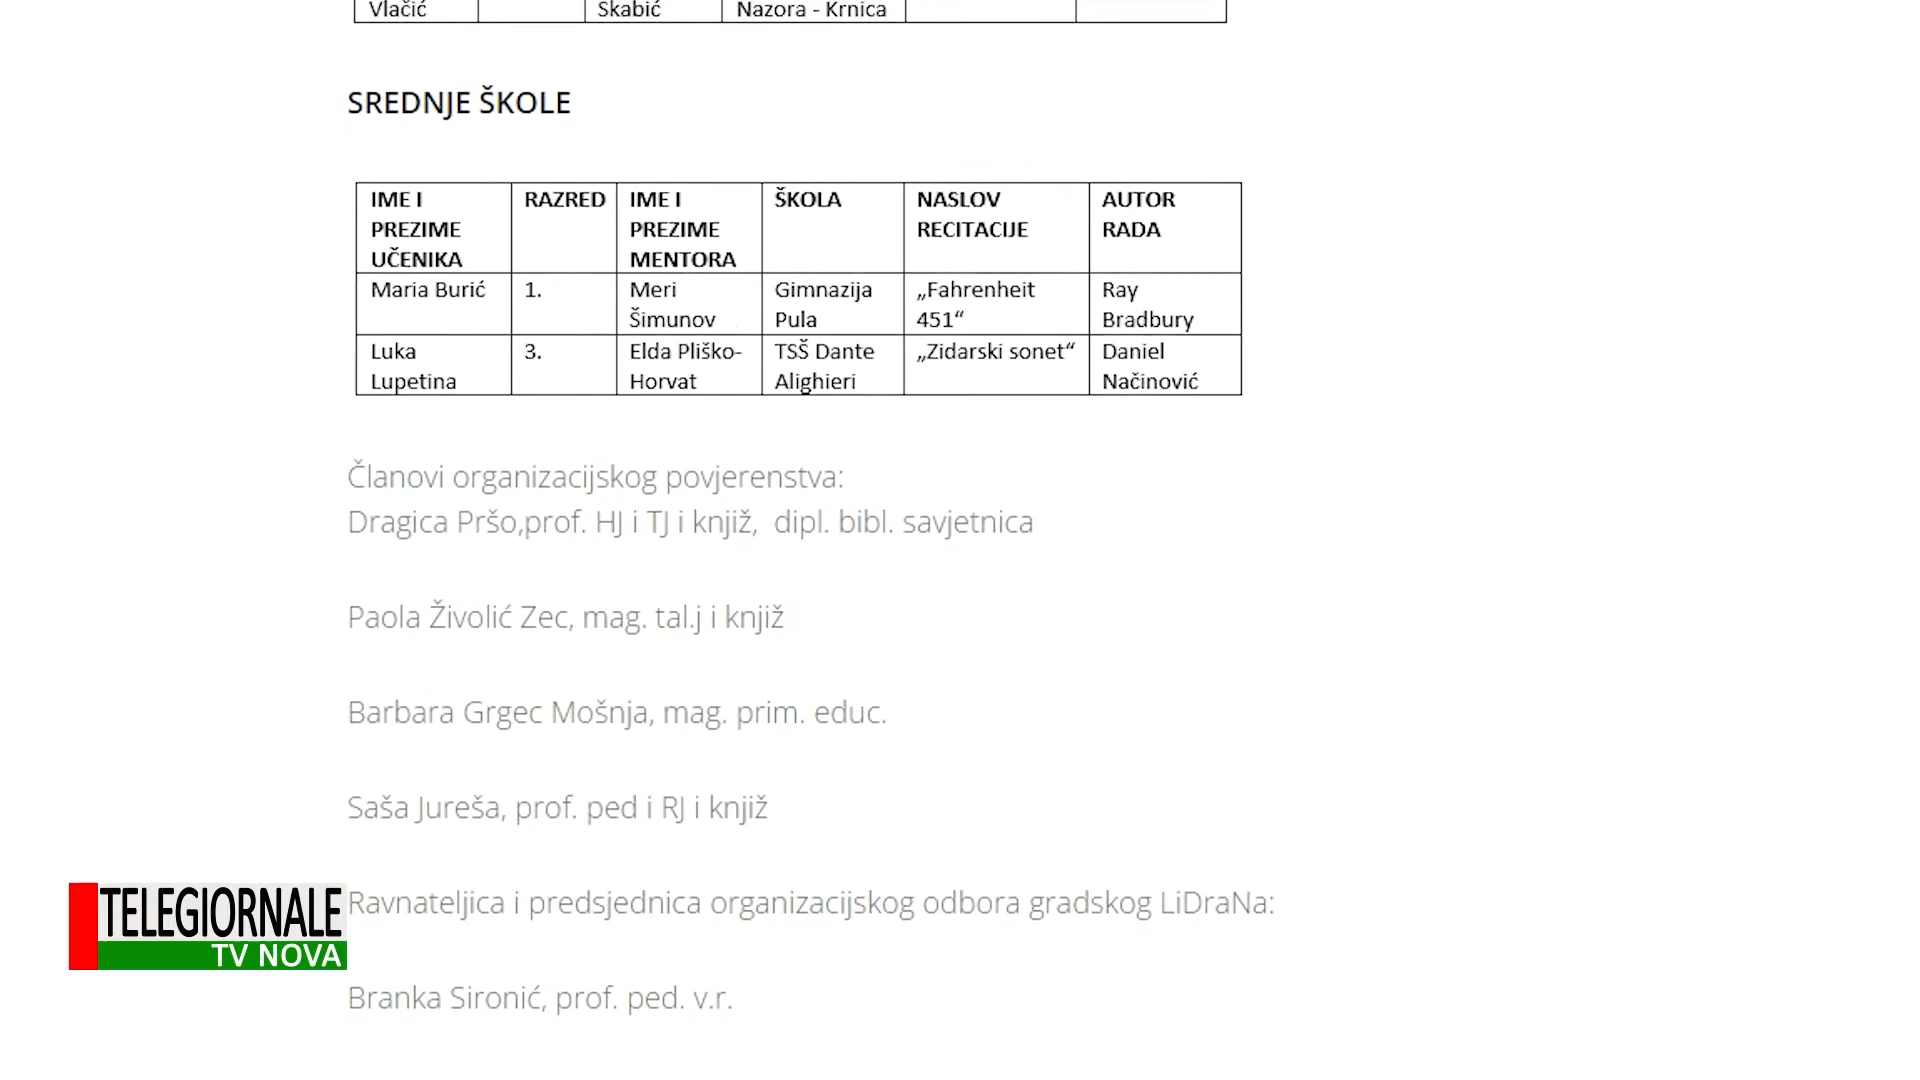 Vlačić Skabić Nazora - Krnica
SREDNJE ŠKOLE
IME I PREZIME UČENIKA RAZRED IME I PREZIME MENTORA ŠKOLA NASLOV RECITACIJE AUTOR RADA
Maria Burić 1. Meri Šimunov Gimnazija Pula „Fahrenheit 451“ Ray Bradbury
Luka Lupetina 3. Elda Pliško-Horvat TSŠ Dante Alighieri „Zidarski sonet“ Daniel Načinović
Članovi organizacijskog povjerenstva:
Dragica Pršo,prof. HJ i TJ i knjiž, dipl. bibl. savjetnica
Paola Živolić Zec, mag. tal.j i knjiž
Barbara Grgec Mošnja, mag. prim. educ.
Saša Jureša, prof. ped i RJ i knjiž
Ravnateljica i predsjednica organizacijskog odbora gradskog LiDraNa:
Branka Sironić, prof. ped. v.r.
TELEGIORNALE
TV NOVA